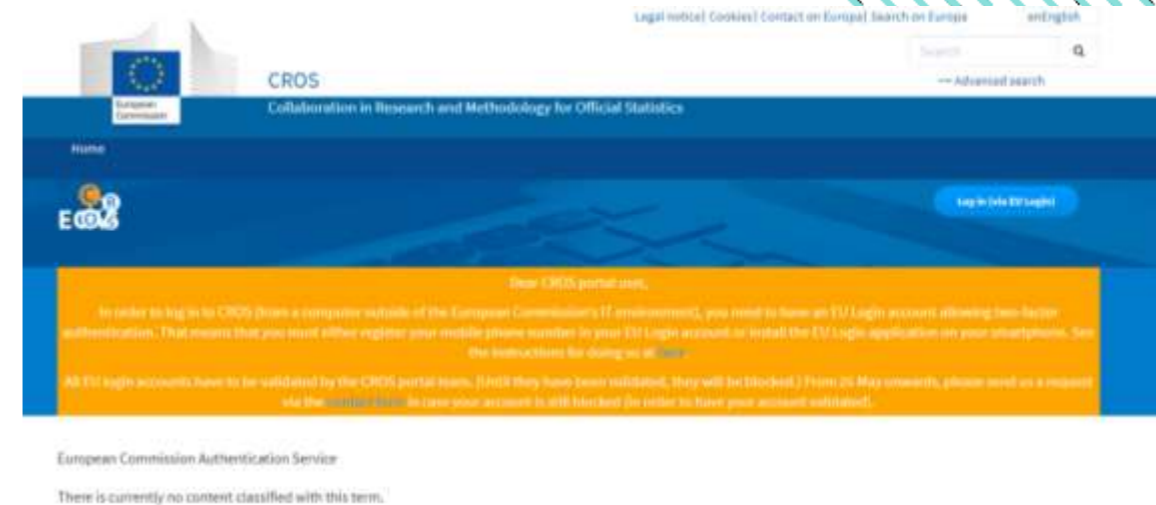 Legal notice| Cookies| Contact on Europa| Search on Europa enEnglish
Search
CROS
Advanced search
European
Commission
Collaboration in Research and Methodology for Official Statistics
Home
Log in (via EU Login)
Dear CROS portal user,
In order to log in to CROS (from a computer outside of the European Commission's IT environment), you need to have an EU Login account allowing two-factor
authentication. That means that you must either register your mobile phone number in your EU Login account or install the EU Login application on your smartphone. See
the instructions for doing so at here
All EU login accounts have to be validated by the CROS portal team. (Until they have been validated, they will be blocked.) From 25 May onwards, please send us a request
via the contact form in case your account is still blocked (in order to have your account validated).
European Commission Authentication Service
There is currently no content classified with this term.